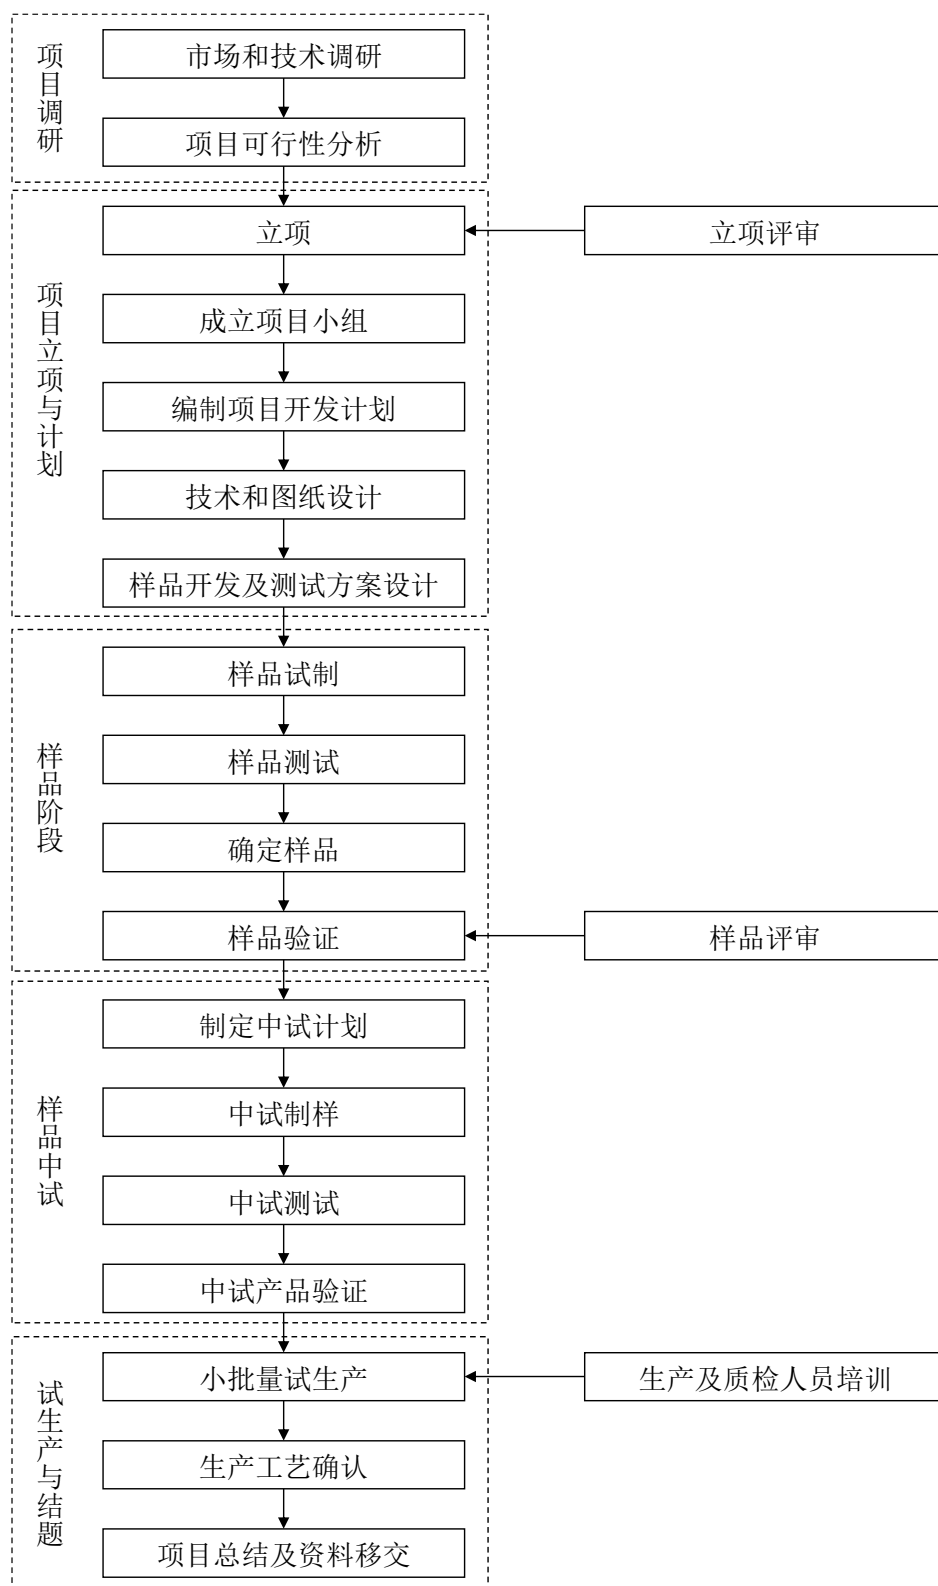 项目调研
市场和技术调研
项目可行性分析
项目立项与计划
立项
立项评审
成立项目小组
编制项目开发计划
技术和图纸设计
样品开发及测试方案设计
样品阶段
样品试制
样品测试
确定样品
样品验证
样品评审
样品中试
制定中试计划
中试制样
中试测试
中试产品验证
试生产与结题
小批量试生产
生产及质检人员培训
生产工艺确认
项目总结及资料移交